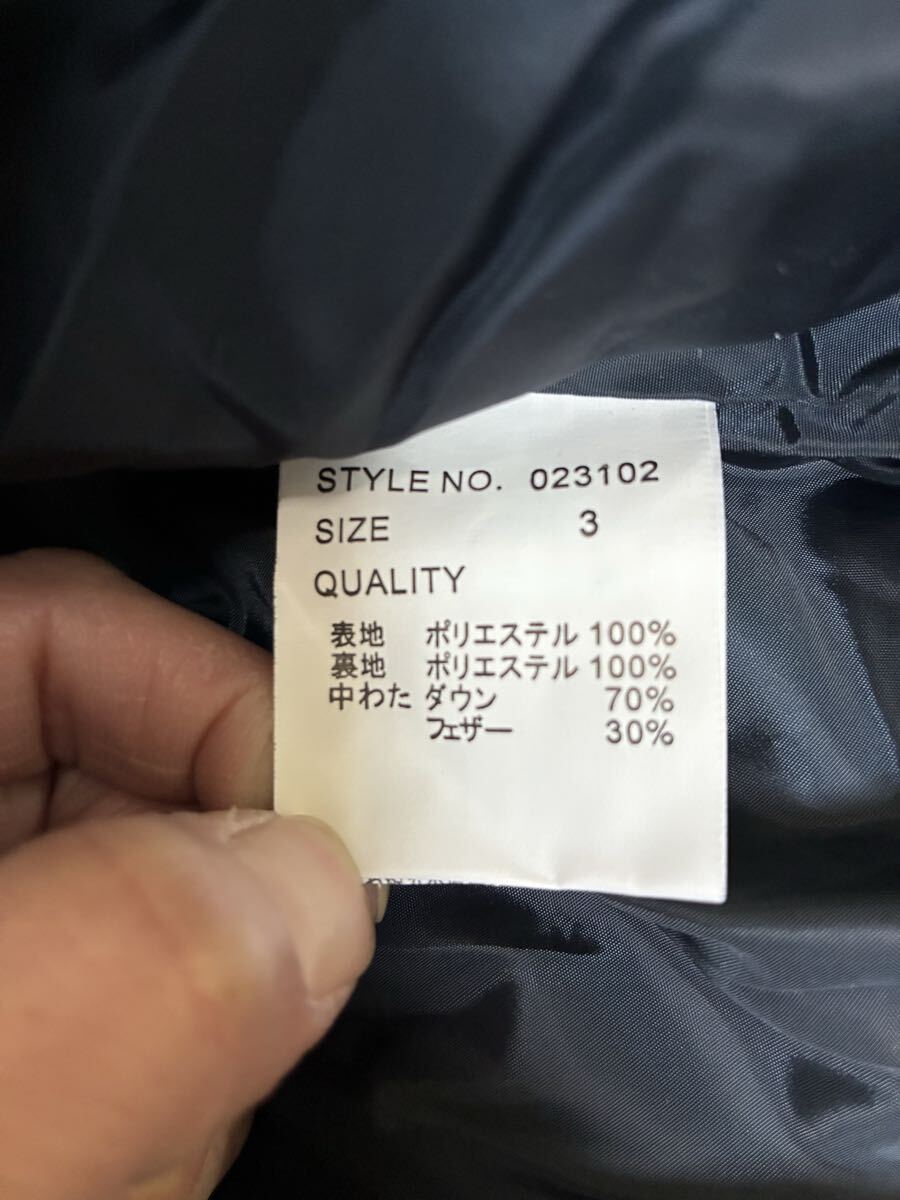 STYLE NO. 023102
SIZE 3
QUALITY
表地 ポリエステル 100%
裏地 ポリエステル 100%
中わた ダウン 70%
フェザー 30%